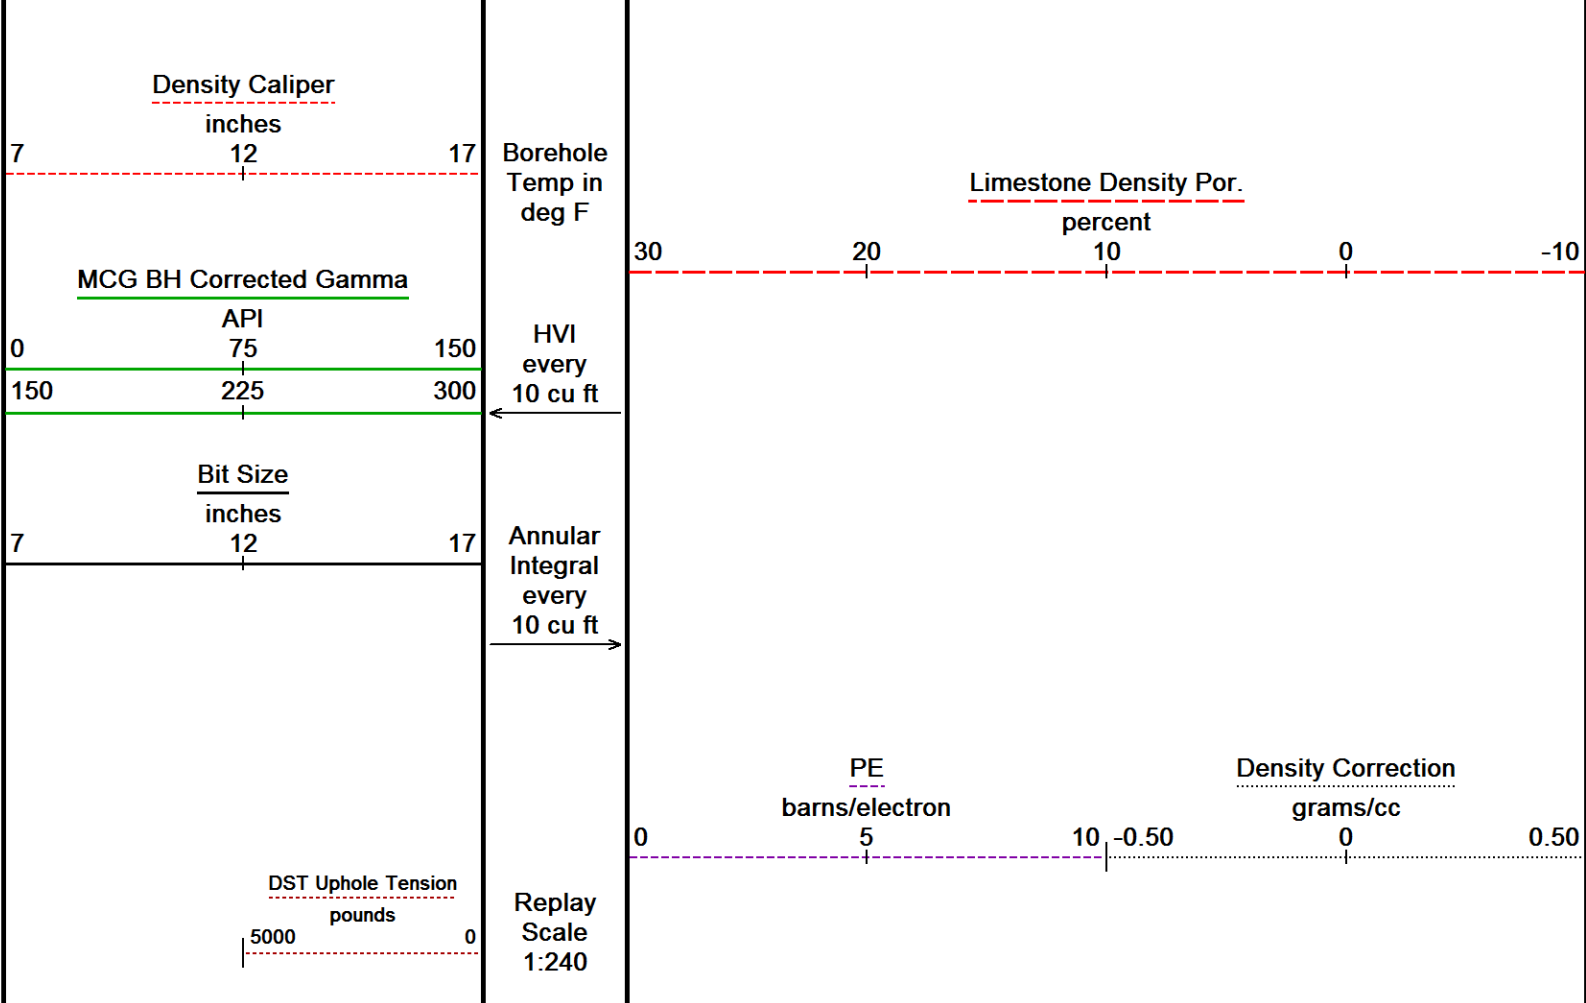 Density Caliper
inches
7 12 17
MCG BH Corrected Gamma
API
0 75 150
150 225 300
Bit Size
inches
7 12 17
DST Uphole Tension
pounds
5000 0
Borehole
Temp in
deg F
HVI
every
10 cu ft
Annular
Integral
every
10 cu ft
Replay
Scale
1:240
Limestone Density Por.
percent
30 20 10 0 -10
PE
barns/electron
0 5 10
Density Correction
grams/cc
-0.50 0 0.50